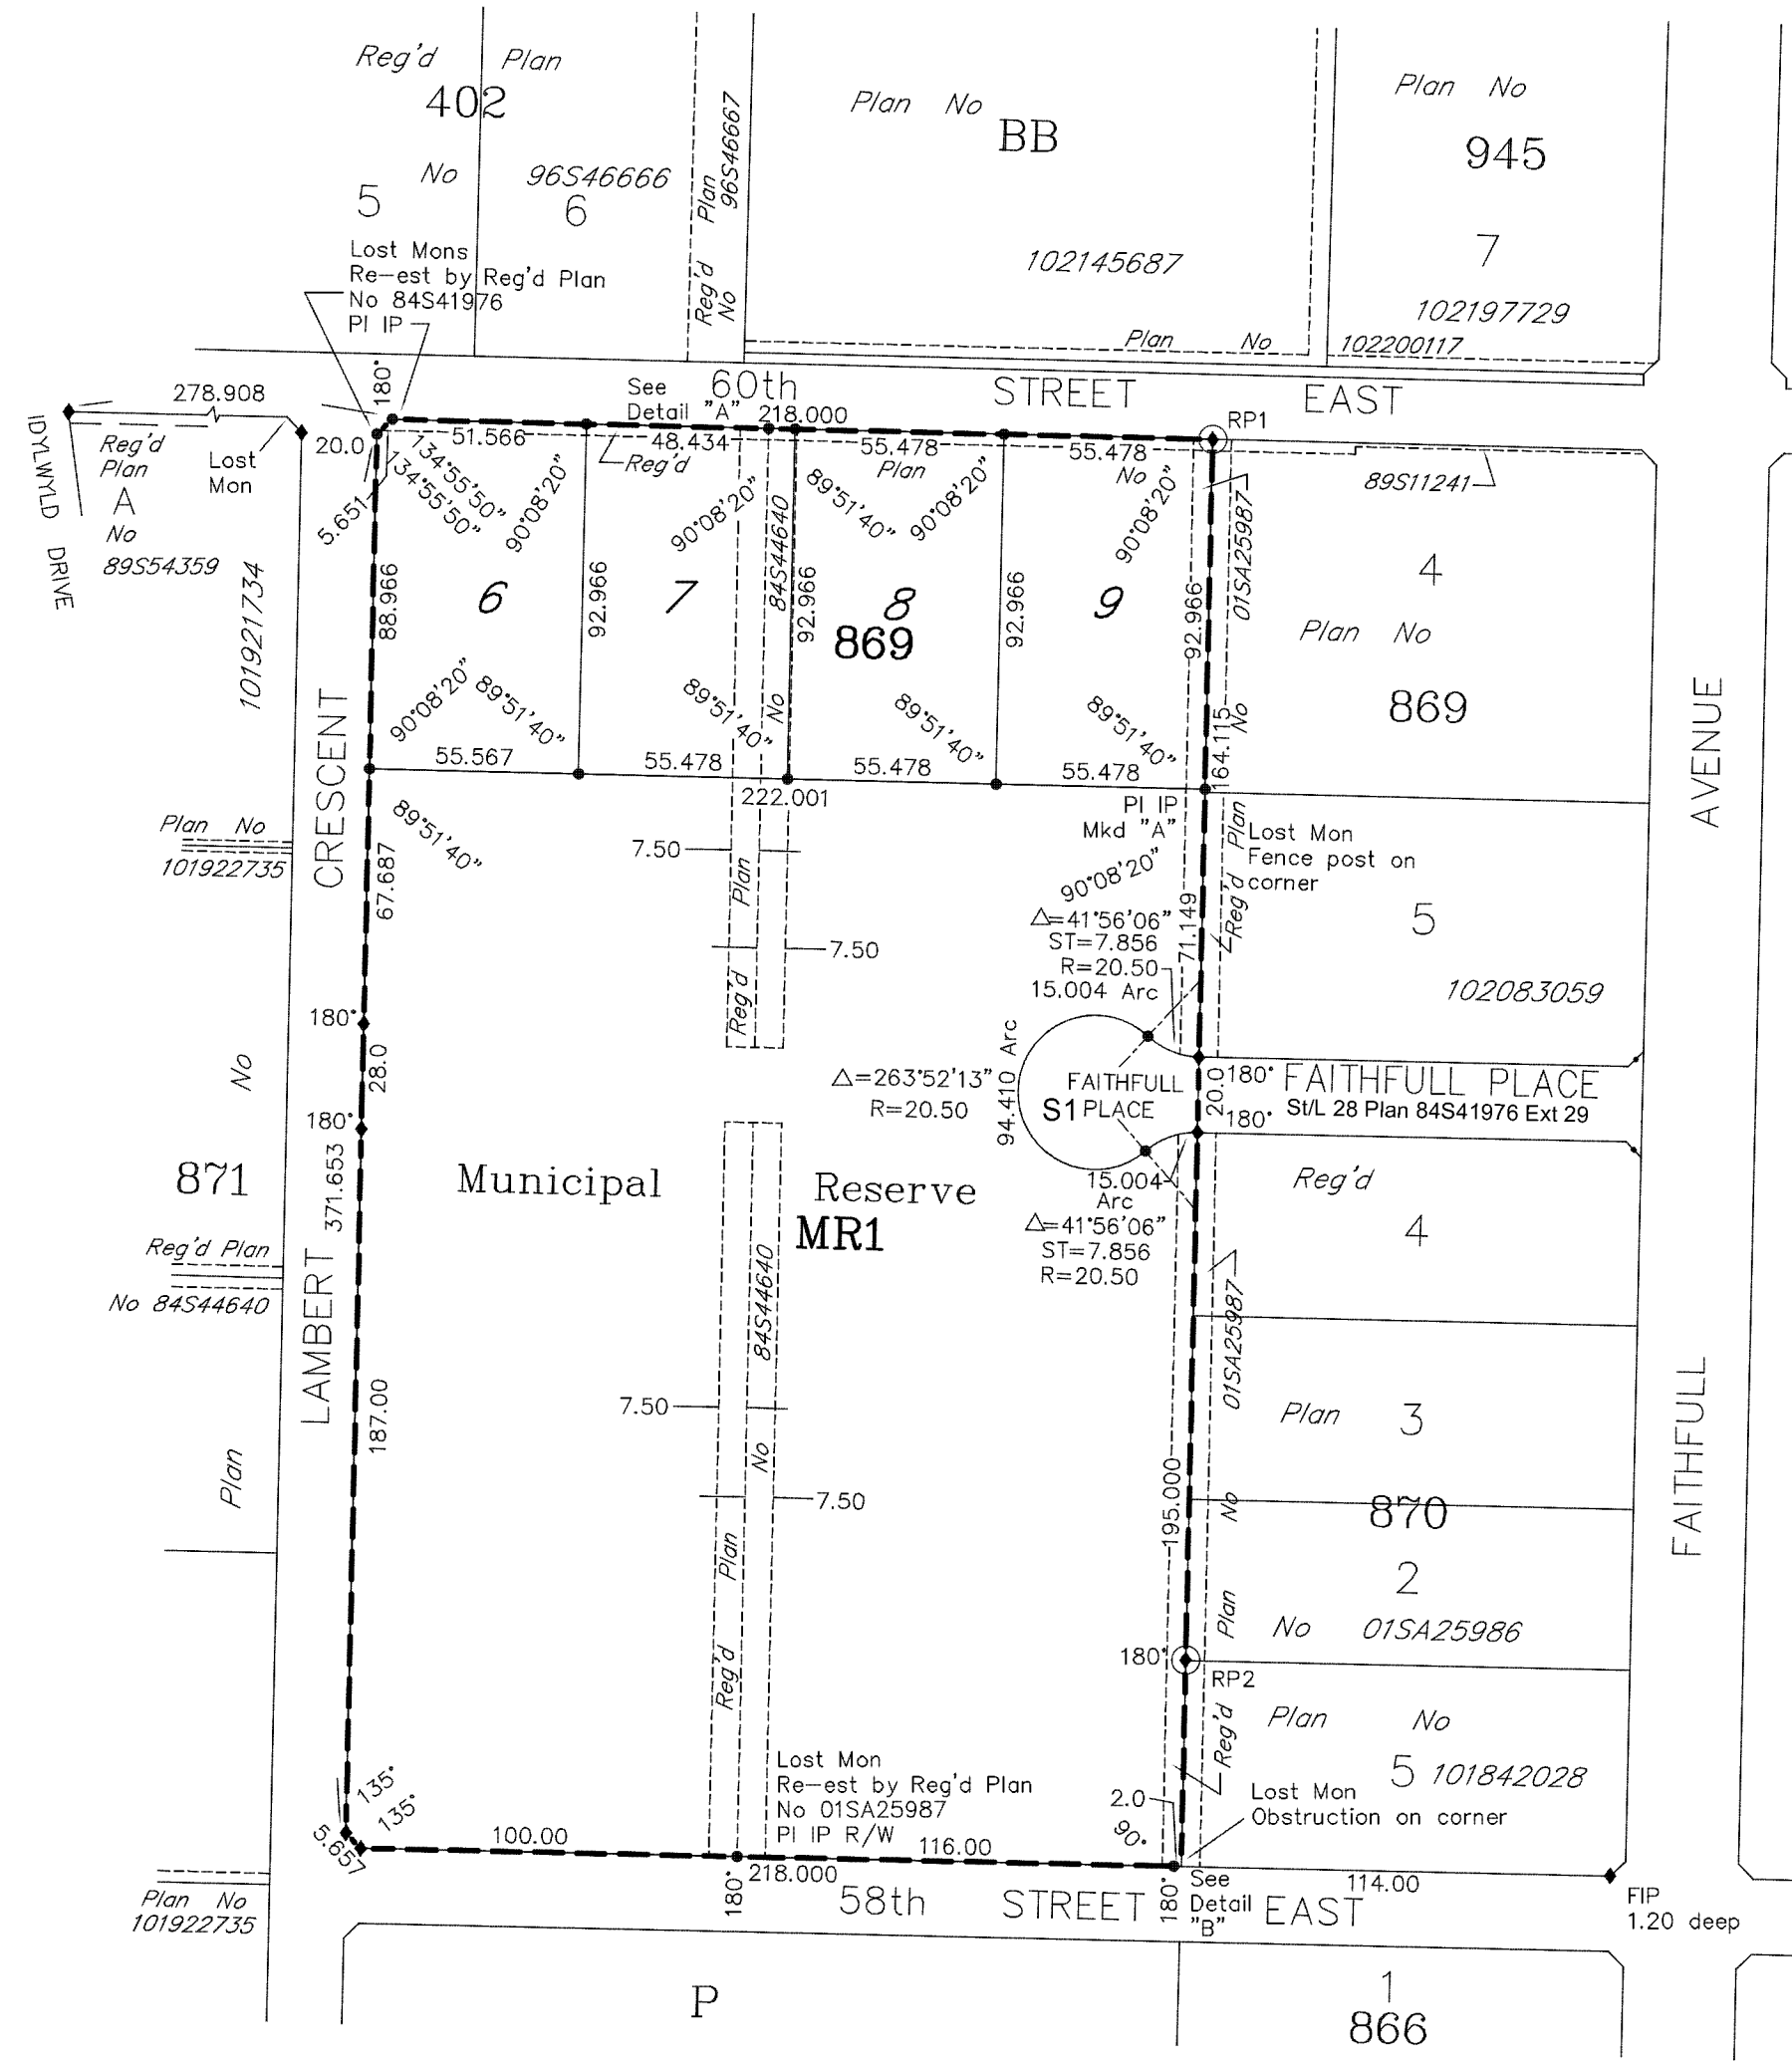 Reg'd Plan
402
No 96S46666
5
6
Reg'd Plan
No 96S46667
Plan No
BB
102145687
Plan No
945
7
102197729
Plan No 102200117
Lost Mons
Re-est by Reg'd Plan
No 84S41976
PI IP
180°
278.908
IDYLWYLD DRIVE
Reg'd
Plan
A
No
89S54359
Lost
Mon
20.0
See
Detail "A"
60th STREET EAST
218.000
RP1
51.566
48.434
55.478
55.478
Reg'd Plan No 89S11241
134°55'50"
134°55'50"
5.651
90°08'20"
90°08'20"
89°51'40"
90°08'20"
90°08'20"
88.966
92.966
92.966
92.966
92.966
6
7
8
9
869
84S44640
No
01SA25987
No
Plan
Reg'd
4
Plan No
869
101921734
90°08'20"
89°51'40"
89°51'40"
89°51'40"
89°51'40"
55.567
55.478
55.478
55.478
222.001
164.115
PI IP
Mkd "A"
90°08'20"
Lost Mon
Fence post on
corner
Plan No
101922735
CRESCENT
89°51'40"
67.687
7.50
7.50
Plan
Reg'd
71.149
△=41°56'06"
ST=7.856
R=20.50
15.004 Arc
5
102083059
AVENUE
180°
28.0
180°
No
94.410 Arc
△=263°52'13"
R=20.50
FAITHFULL
S1 PLACE
20.0
180°
180°
FAITHFULL PLACE
St/L 28 Plan 84S41976 Ext 29
871
371.653
Municipal Reserve
MR1
15.004
Arc
△=41°56'06"
ST=7.856
R=20.50
Reg'd
4
Reg'd Plan
No 84S44640
LAMBERT
187.00
Plan
84S44640
No
Plan
Reg'd
7.50
7.50
195.000
01SA25987
No
Plan
Reg'd
Plan 3
870
2
No 01SA25986
FAITHFULL
180°
RP2
Plan No
5 101842028
Lost Mon
Re-est by Reg'd Plan
No 01SA25987
PI IP R/W
2.0
90°
Lost Mon
Obstruction on corner
135°
135°
5.657
100.00
116.00
218.000
180°
180°
See
Detail
"B"
58th STREET EAST
114.00
FIP
1.20 deep
Plan No
101922735
P
1
866